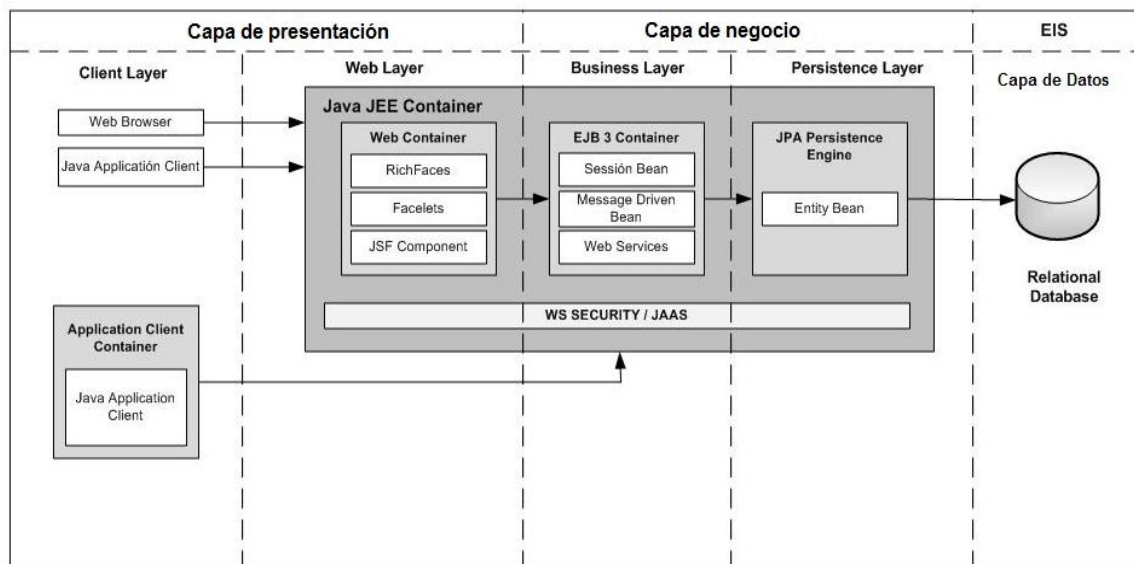 Capa de presentación
Capa de negocio
EIS
Client Layer
Web Layer
Business Layer
Persistence Layer
Capa de Datos
Web Browser
Java Applicatión Client
Java JEE Container
Web Container
RichFaces
Facelets
JSF Component
EJB 3 Container
Sessión Bean
Message Driven
Bean
Web Services
JPA Persistence
Engine
Entity Bean
Relational
Database
WS SECURITY / JAAS
Application Client
Container
Java Application
Client